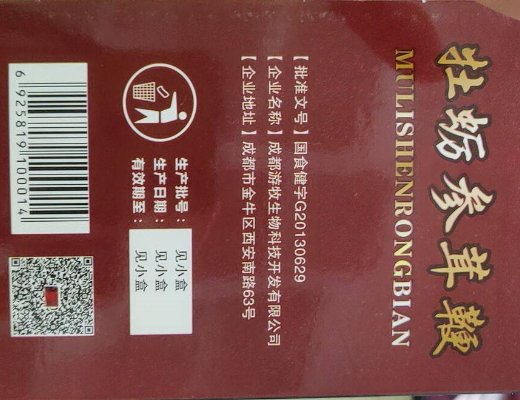 牡蛎参茸鞭
MULISHENRONGBIAN
【批准文号】国食健字G20130629
【企业名称】成都游牧生物科技开发有限公司
【企业地址】成都市金牛区西安南路63号
生产批号：见小盒
生产日期：见小盒
有效期至：见小盒
6925819100014